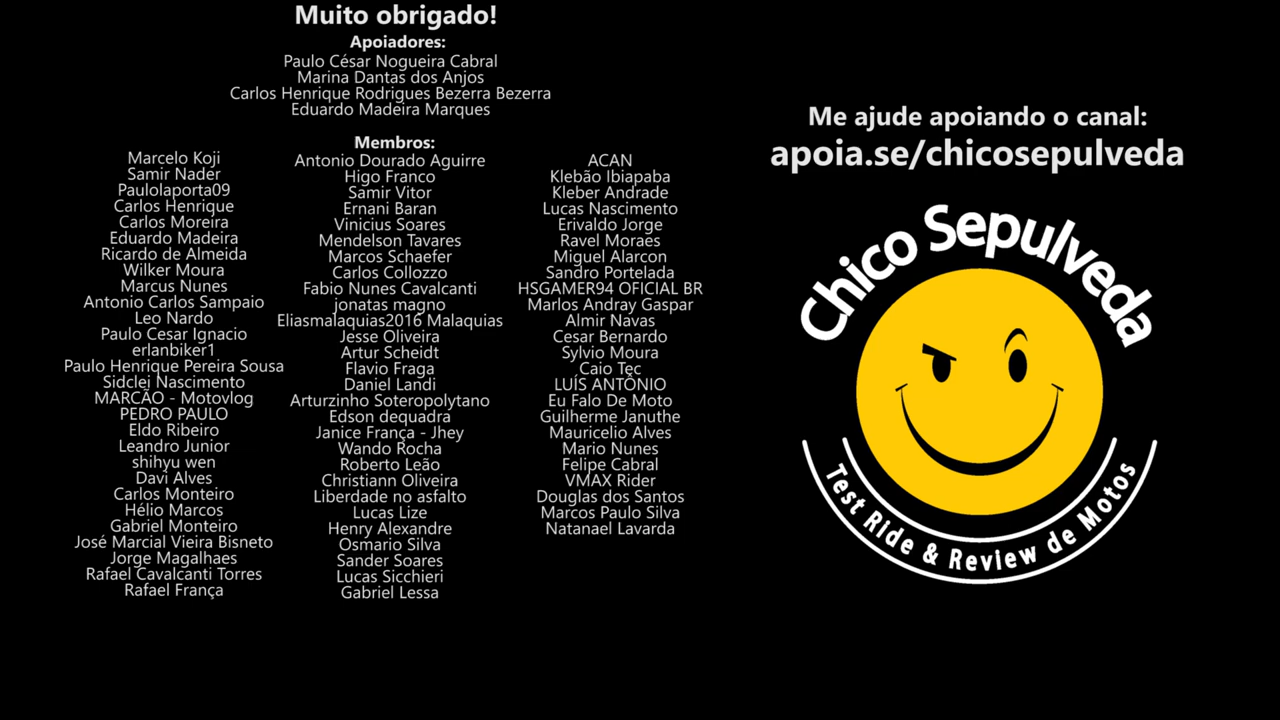 Muito obrigado!
Apoiadores:
Paulo César Nogueira Cabral
Marina Dantas dos Anjos
Carlos Henrique Rodrigues Bezerra Bezerra
Eduardo Madeira Marques
Membros:
Marcelo Koji
Samir Nader
Paulolaporta09
Carlos Henrique
Carlos Moreira
Eduardo Madeira
Ricardo de Almeida
Wilker Moura
Marcus Nunes
Antonio Carlos Sampaio
Leo Nardo
Paulo Cesar Ignacio
erlanbiker1
Paulo Henrique Pereira Sousa
Sidclei Nascimento
MARCÃO - Motovlog
PEDRO PAULO
Eldo Ribeiro
Leandro Junior
shihyu wen
Davi Alves
Carlos Monteiro
Hélio Marcos
Gabriel Monteiro
José Marcial Vieira Bisneto
Jorge Magalhaes
Rafael Cavalcanti Torres
Rafael França
Antonio Dourado Aguirre
Higo Franco
Samir Vitor
Ernani Baran
Vinicius Soares
Mendelson Tavares
Marcos Schaefer
Carlos Collozzo
Fabio Nunes Cavalcanti
jonatas magno
Eliasmalaquias2016 Malaquias
Jesse Oliveira
Artur Scheidt
Flavio Fraga
Daniel Landi
Arturzinho Soteropolytano
Edson dequadra
Janice França - Jhey
Wando Rocha
Roberto Leão
Christiann Oliveira
Liberdade no asfalto
Lucas Lize
Henry Alexandre
Osmario Silva
Sander Soares
Lucas Sicchieri
Gabriel Lessa
ACAN
Klebão Ibiapaba
Kleber Andrade
Lucas Nascimento
Erivaldo Jorge
Ravel Moraes
Miguel Alarcon
Sandro Portelada
HSGAMER94 OFICIAL BR
Marlos Andray Gaspar
Almir Navas
Cesar Bernardo
Sylvio Moura
Caio Tec
LUÍS ANTÔNIO
Eu Falo De Moto
Guilherme Januthe
Mauricelio Alves
Mario Nunes
Felipe Cabral
VMAX Rider
Douglas dos Santos
Marcos Paulo Silva
Natanael Lavarda
Me ajude apoiando o canal:
apoia.se/chicosepulveda
Chico Sepulveda
Test Ride & Review de Motos